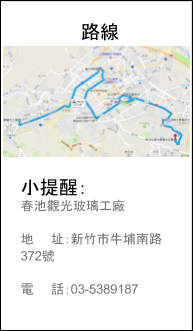 路線
小提醒：
春池觀光玻璃工廠
地　址：新竹市牛埔南路
372號
電　話：03-5389187